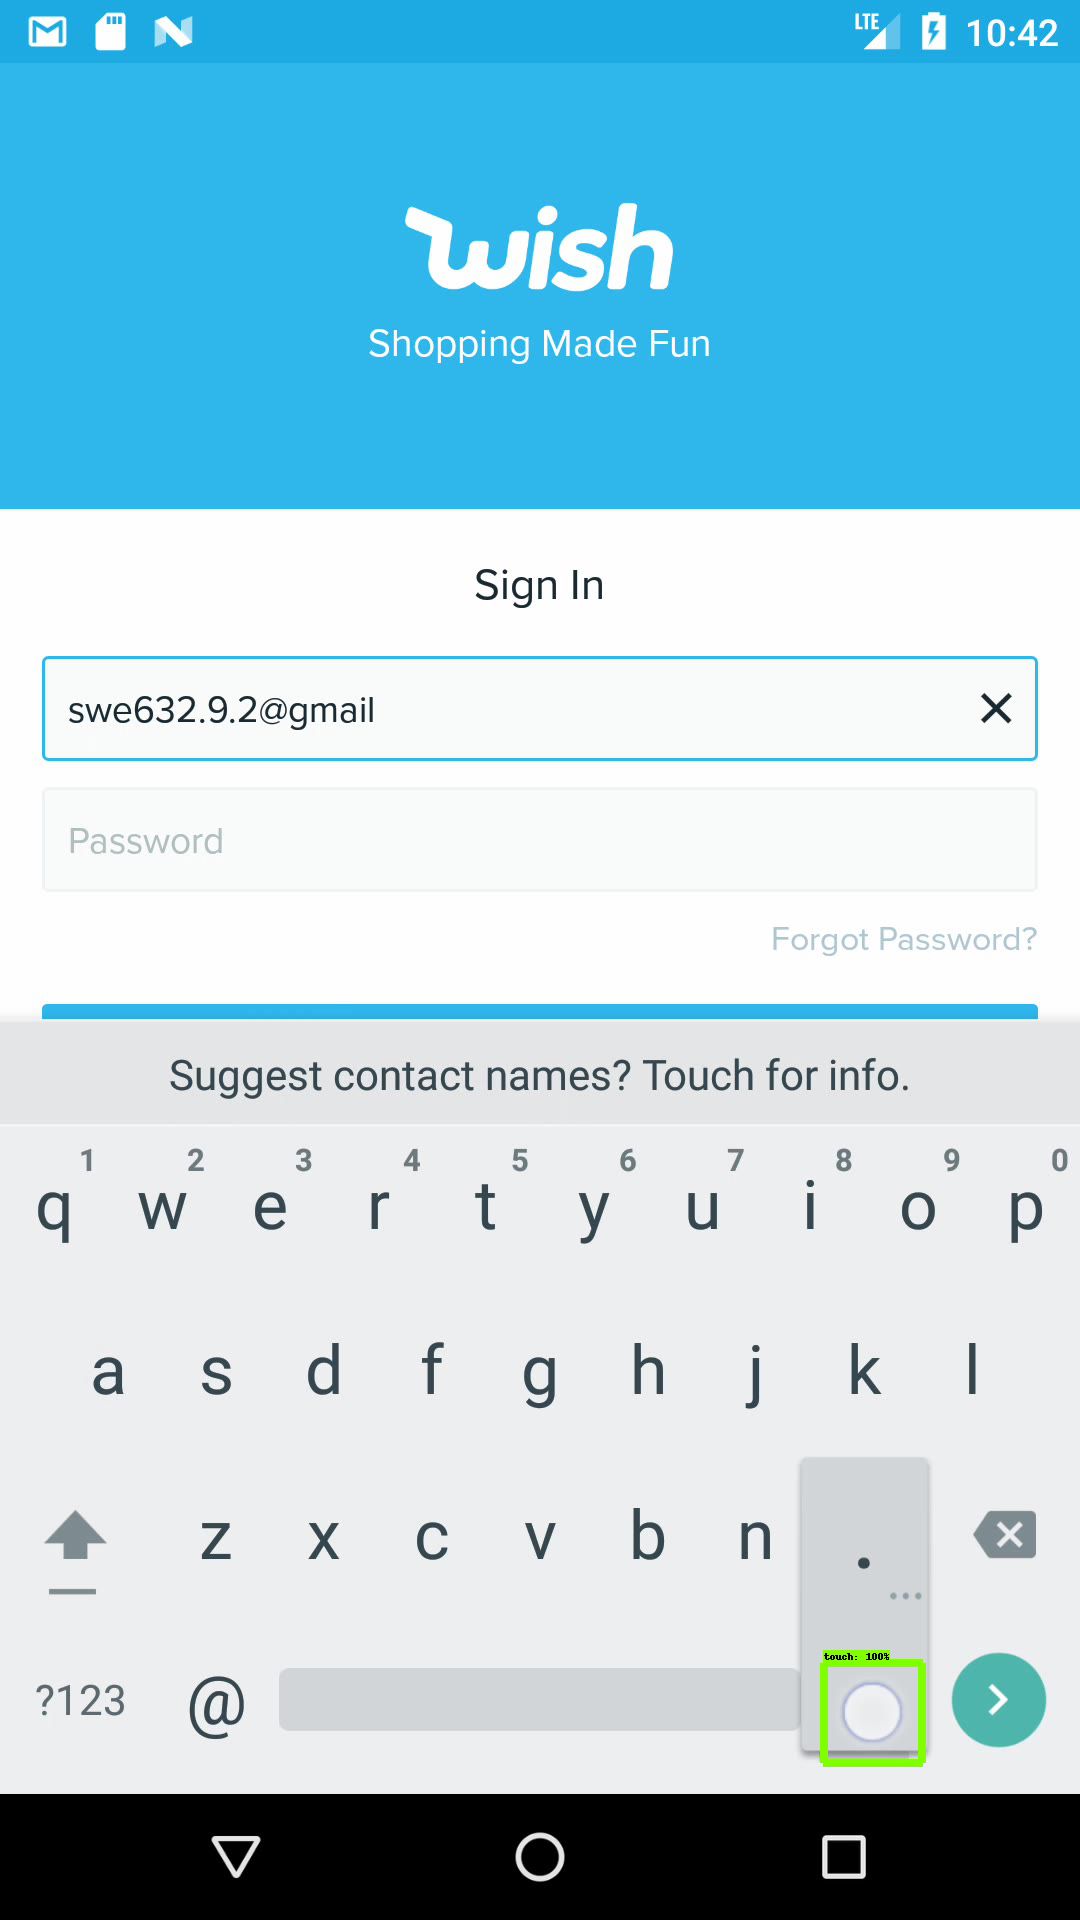 LTE 10:42
wish
Shopping Made Fun
Sign In
swe632.9.2@gmail
Password
Forgot Password?
Suggest contact names? Touch for info.
1 2 3 4 5 6 7 8 9 0
q w e r t y u i o p
a s d f g h j k l
z x c v b n .
touch: 100%
?123 @